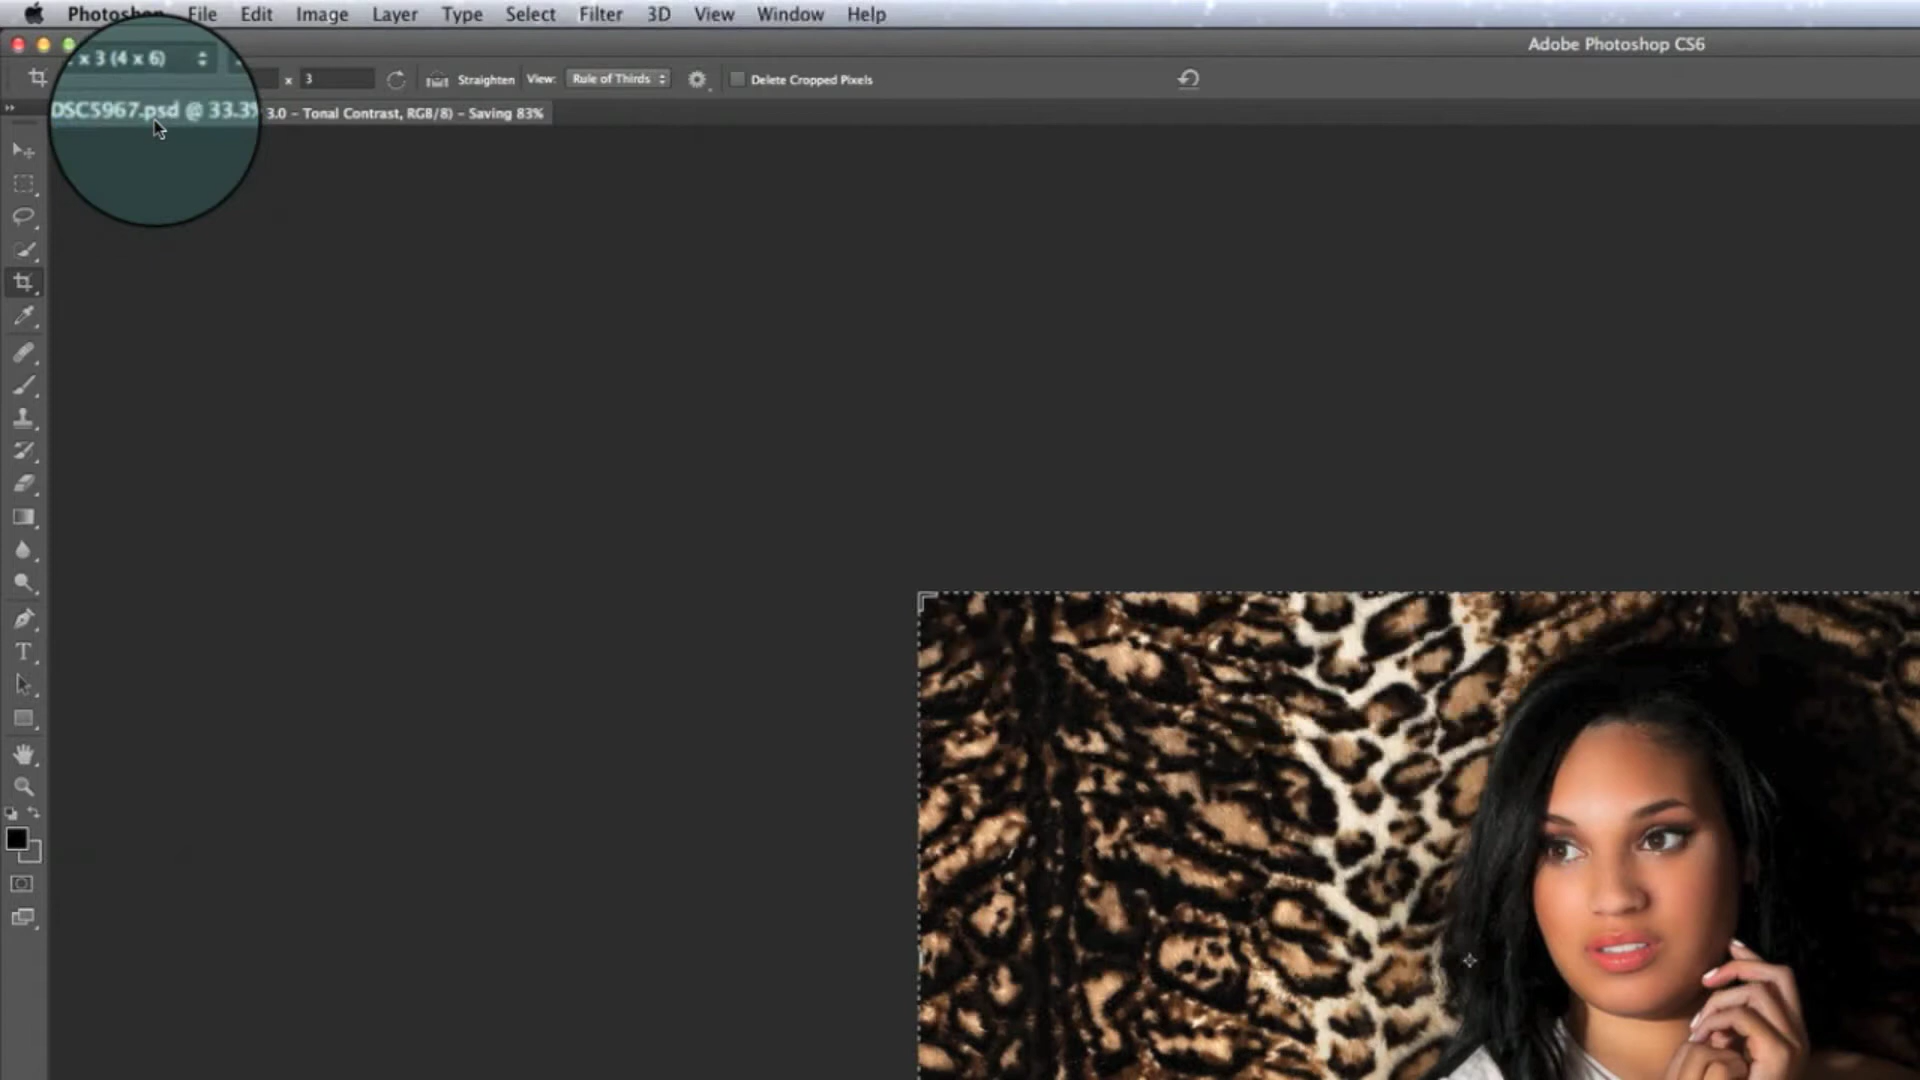 Photoshop File Edit Image Layer Type Select Filter 3D View Window Help
Adobe Photoshop CS6
x 3 (4 x 6) x 3 Straighten View: Rule of Thirds Delete Cropped Pixels
DSC5967.psd @ 33.3% 3.0 - Tonal Contrast, RGB/8) - Saving 83%
T